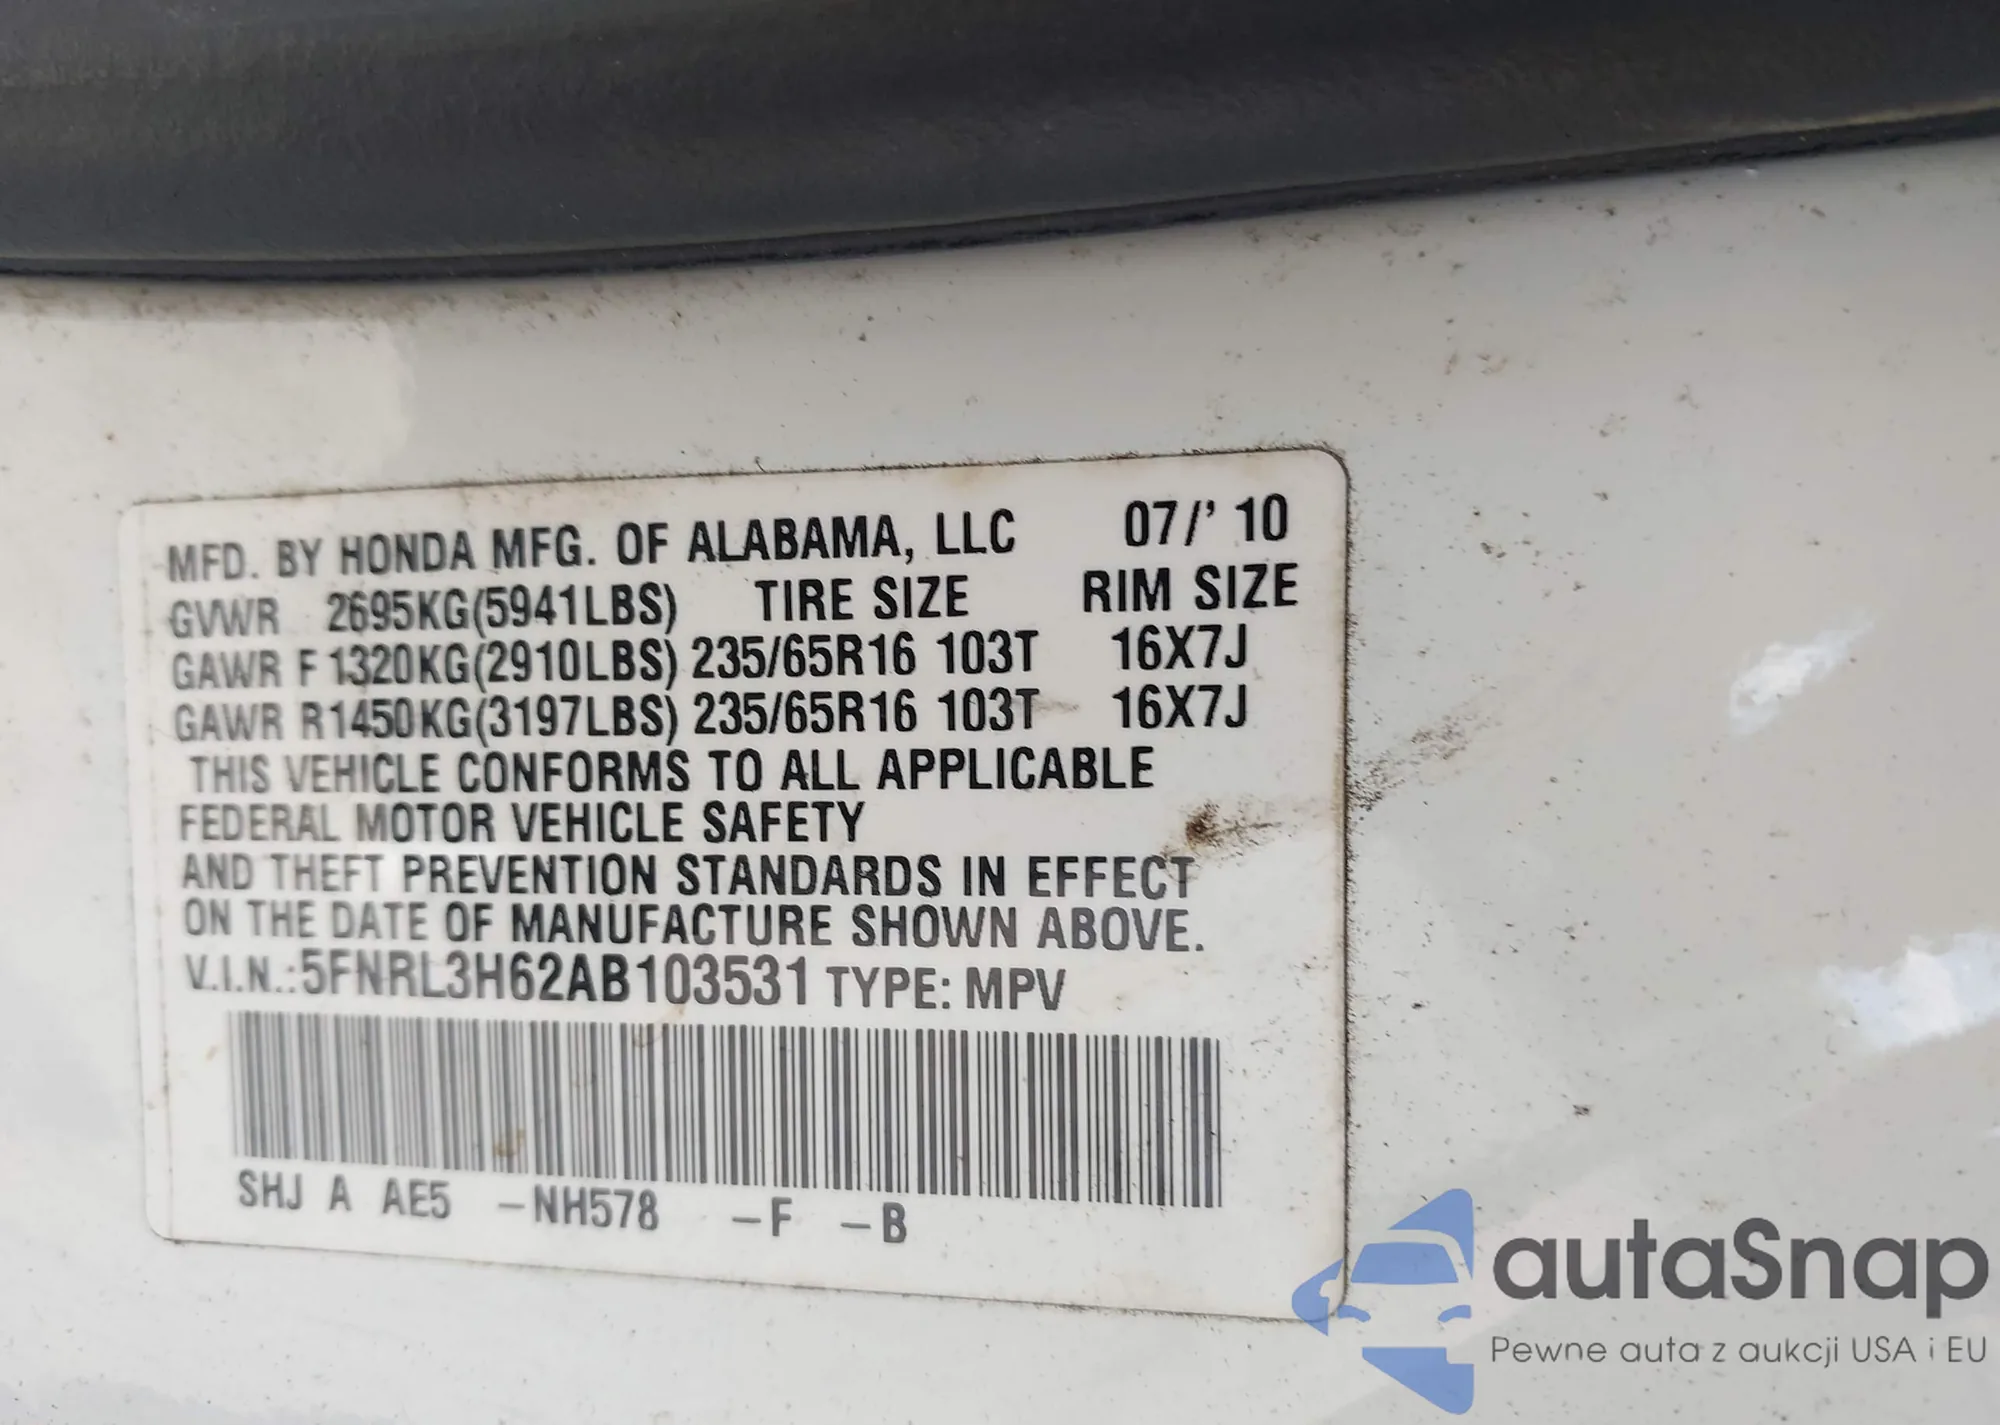 MFD. BY HONDA MFG. OF ALABAMA, LLC 07/' 10
GVWR 2695KG(5941LBS) TIRE SIZE RIM SIZE
GAWR F 1320KG(2910LBS) 235/65R16 103T 16X7J
GAWR R1450KG(3197LBS) 235/65R16 103T 16X7J
THIS VEHICLE CONFORMS TO ALL APPLICABLE
FEDERAL MOTOR VEHICLE SAFETY
AND THEFT PREVENTION STANDARDS IN EFFECT
ON THE DATE OF MANUFACTURE SHOWN ABOVE.
V.I.N.:5FNRL3H62AB103531 TYPE: MPV
SHJ A AE5 -NH578 -F -B
autaSnap
Pewne auta z aukcji USA i EU